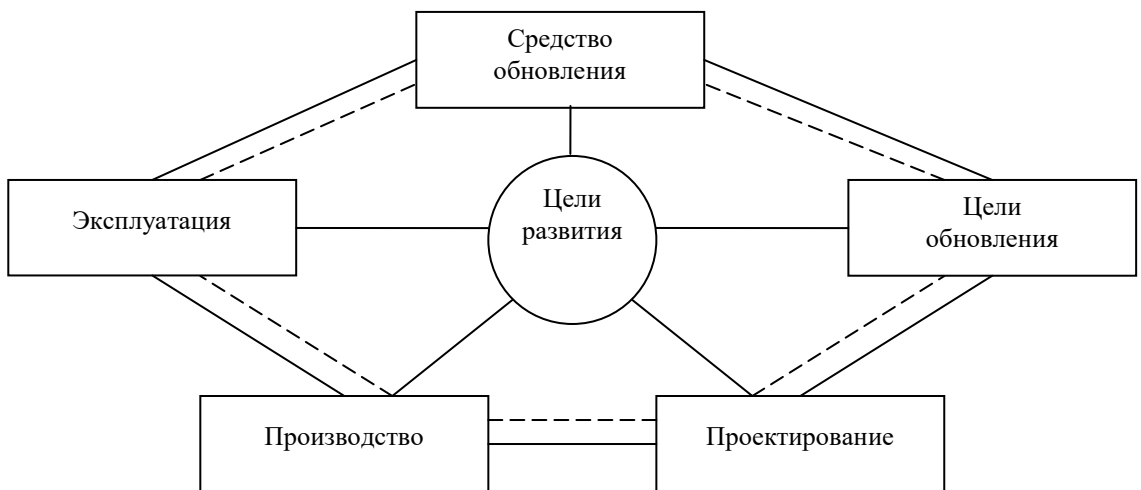 Средство
обновления
Эксплуатация
Цели
развития
Цели
обновления
Производство
Проектирование